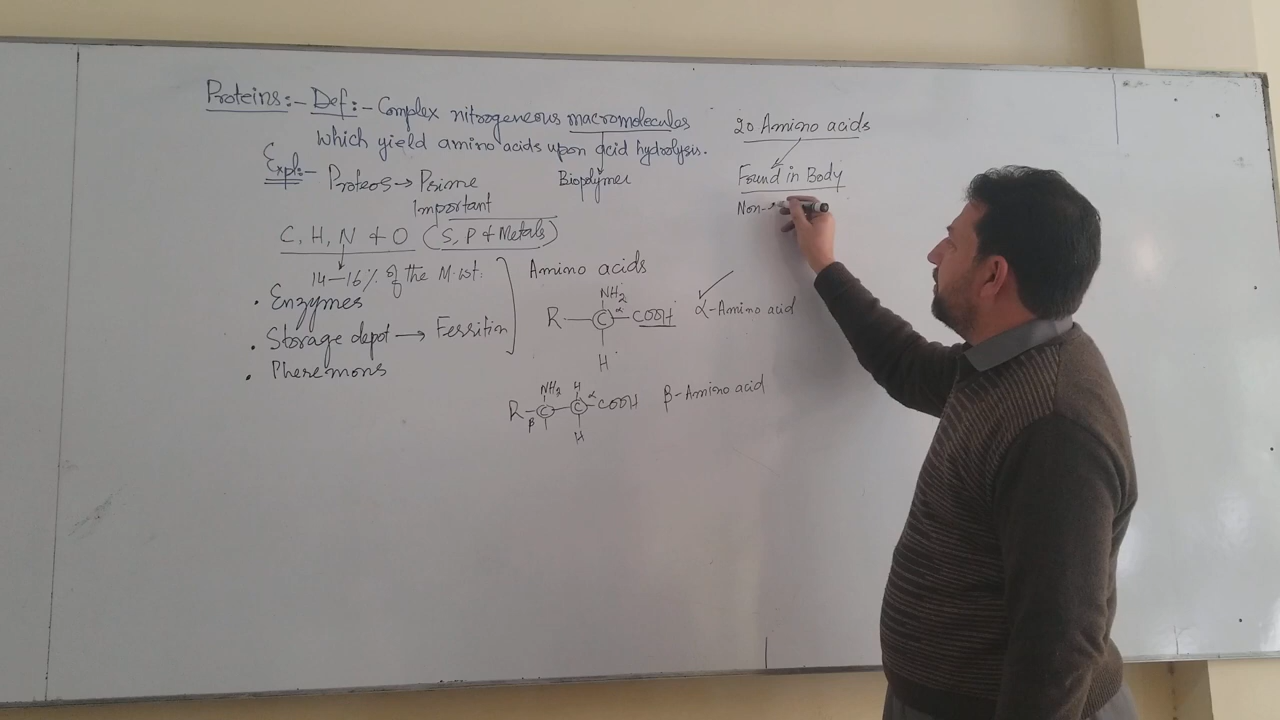 Proteins:- Def:- Complex nitrogeneous macromolecules
which yield amino acids upon acid hydrolysis.
Expl:- Proteos → Prime
Important
Biopolymer
C, H, N + O (S, P + Metals)
14-16% of the M.wt.
• Enzymes
• Storage depot → Ferritin
• Pheremons
Amino acids
NH2
R - C α - COOH
H
α-Amino acid
NH2 H
R - C - C α - COOH
β
H
β-Amino acid
20 Amino acids
Found in Body
Non-